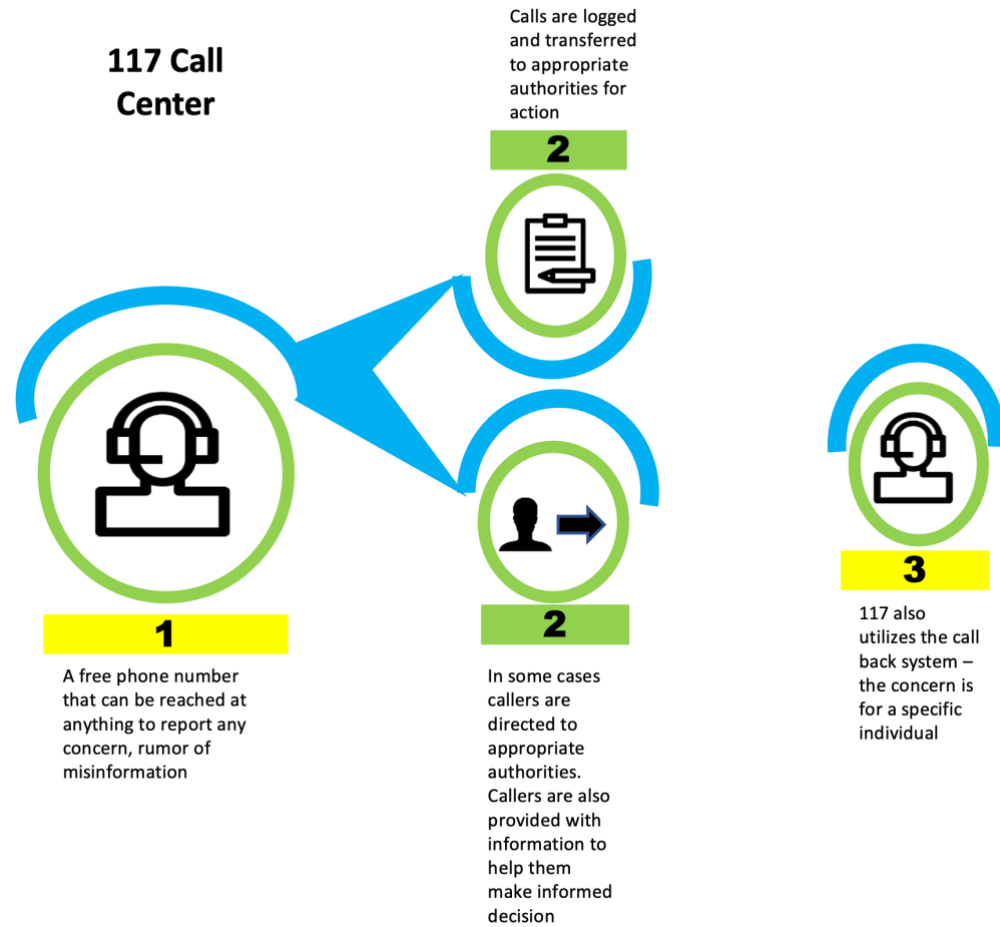 117 Call
Center
1
A free phone number
that can be reached at
anything to report any
concern, rumor of
misinformation
Calls are logged
and transferred
to appropriate
authorities for
action
2
2
In some cases
callers are
directed to
appropriate
authorities.
Callers are also
provided with
information to
help them
make informed
decision
3
117 also
utilizes the call
back system –
the concern is
for a specific
individual